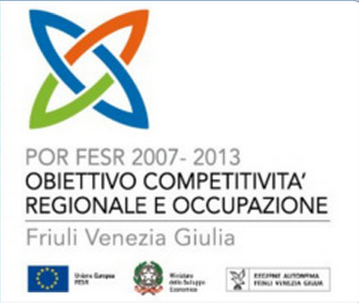 POR FESR 2007- 2013
OBIETTIVO COMPETITIVITA'
REGIONALE E OCCUPAZIONE
Friuli Venezia Giulia
Unione Europea
FESR
Ministero
dello Sviluppo
Economico
REGIONE AUTONOMA
FRIULI VENEZIA GIULIA